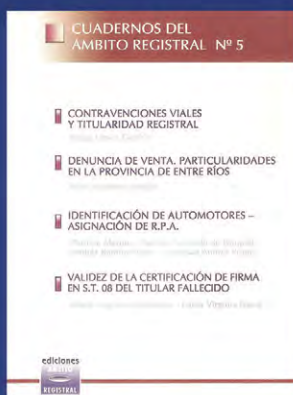 CUADERNOS DEL
ÁMBITO REGISTRAL Nº 5
CONTRAVENCIONES VIALES
Y TITULARIDAD REGISTRAL
DENUNCIA DE VENTA. PARTICULARIDADES
EN LA PROVINCIA DE ENTRE RÍOS
IDENTIFICACIÓN DE AUTOMOTORES –
ASIGNACIÓN DE R.P.A.
VALIDEZ DE LA CERTIFICACIÓN DE FIRMA
EN S.T. 08 DEL TITULAR FALLECIDO
ediciones
ÁMBITO
REGISTRAL